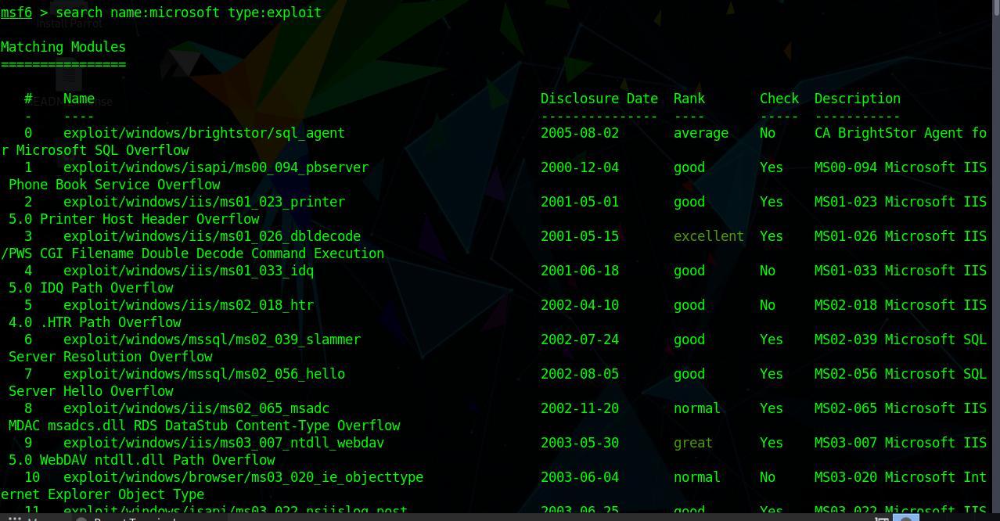 msf6 > search name:microsoft type:exploit
Install Parrot
Matching Modules
================
# Name Disclosure Date Rank Check Description
- ---- --------------- ---- ----- -----------
0 exploit/windows/brightstor/sql_agent 2005-08-02 average No CA BrightStor Agent fo
r Microsoft SQL Overflow
1 exploit/windows/isapi/ms00_094_pbserver 2000-12-04 good Yes MS00-094 Microsoft IIS
Phone Book Service Overflow
2 exploit/windows/iis/ms01_023_printer 2001-05-01 good Yes MS01-023 Microsoft IIS
5.0 Printer Host Header Overflow
3 exploit/windows/iis/ms01_026_dbldecode 2001-05-15 excellent Yes MS01-026 Microsoft IIS
/PWS CGI Filename Double Decode Command Execution
4 exploit/windows/iis/ms01_033_idq 2001-06-18 good No MS01-033 Microsoft IIS
5.0 IDQ Path Overflow
5 exploit/windows/iis/ms02_018_htr 2002-04-10 good No MS02-018 Microsoft IIS
4.0 .HTR Path Overflow
6 exploit/windows/mssql/ms02_039_slammer 2002-07-24 good Yes MS02-039 Microsoft SQL
Server Resolution Overflow
7 exploit/windows/mssql/ms02_056_hello 2002-08-05 good Yes MS02-056 Microsoft SQL
Server Hello Overflow
8 exploit/windows/iis/ms02_065_msadc 2002-11-20 normal Yes MS02-065 Microsoft IIS
MDAC msadcs.dll RDS DataStub Content-Type Overflow
9 exploit/windows/iis/ms03_007_ntdll_webdav 2003-05-30 great Yes MS03-007 Microsoft IIS
5.0 WebDAV ntdll.dll Path Overflow
10 exploit/windows/browser/ms03_020_ie_objecttype 2003-06-04 normal No MS03-020 Microsoft Int
ernet Explorer Object Type
11 exploit/windows/isapi/ms03_022_nsiislog_post 2003-06-25 good Yes MS03-022 Microsoft IIS